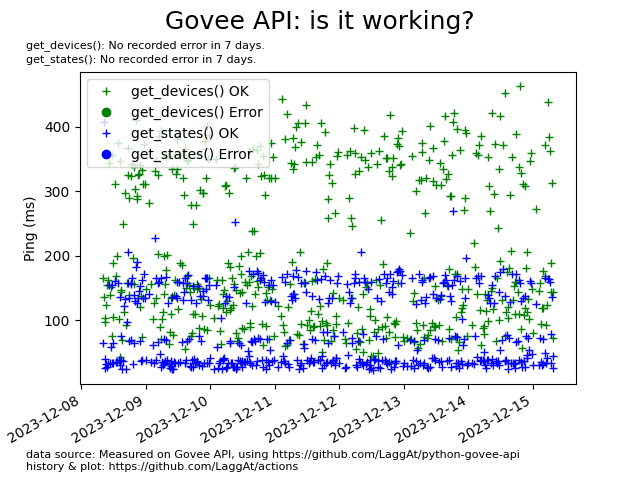 Govee API: is it working?
get_devices(): No recorded error in 7 days.
get_states(): No recorded error in 7 days.
get_devices() OK
get_devices() Error
get_states() OK
get_states() Error
400
300
200
100
Ping (ms)
2023-12-08
2023-12-09
2023-12-10
2023-12-11
2023-12-12
2023-12-13
2023-12-14
2023-12-15
data source: Measured on Govee API, using https://github.com/LaggAt/python-govee-api
history & plot: https://github.com/LaggAt/actions